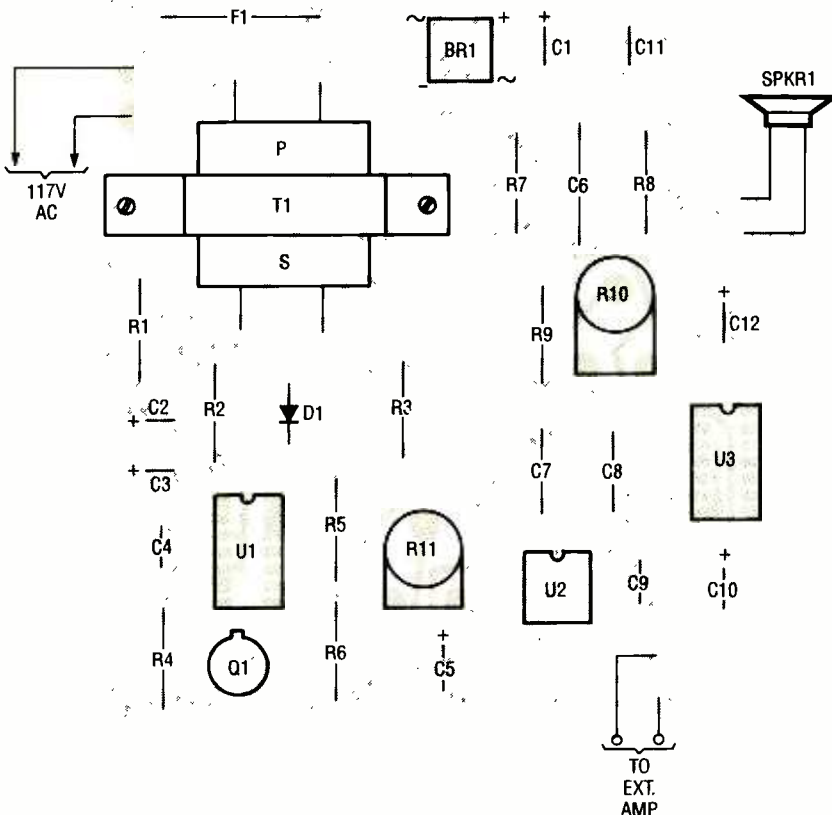 F1
~
+
BR1
-
~
+
C1
C11
SPKR1
117V
AC
P
T1
S
R7
C6
R8
R1
R10
R9
+
C12
C2
+
R2
D1
R3
+
C3
C7
C8
U3
C4
U1
R5
R11
U2
C9
+
C10
R4
Q1
R6
+
C5
TO
EXT.
AMP